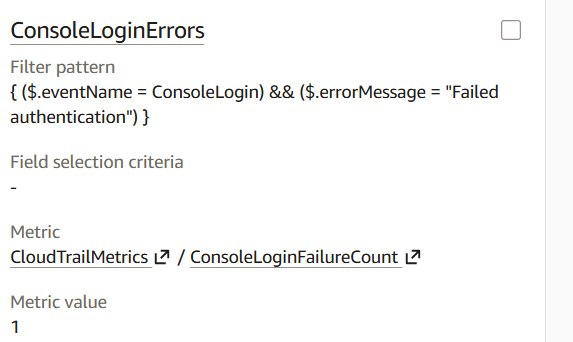 ConsoleLoginErrors
Filter pattern
{ ($.eventName = ConsoleLogin) && ($.errorMessage = "Failed
authentication") }
Field selection criteria
-
Metric
CloudTrailMetrics / ConsoleLoginFailureCount
Metric value
1